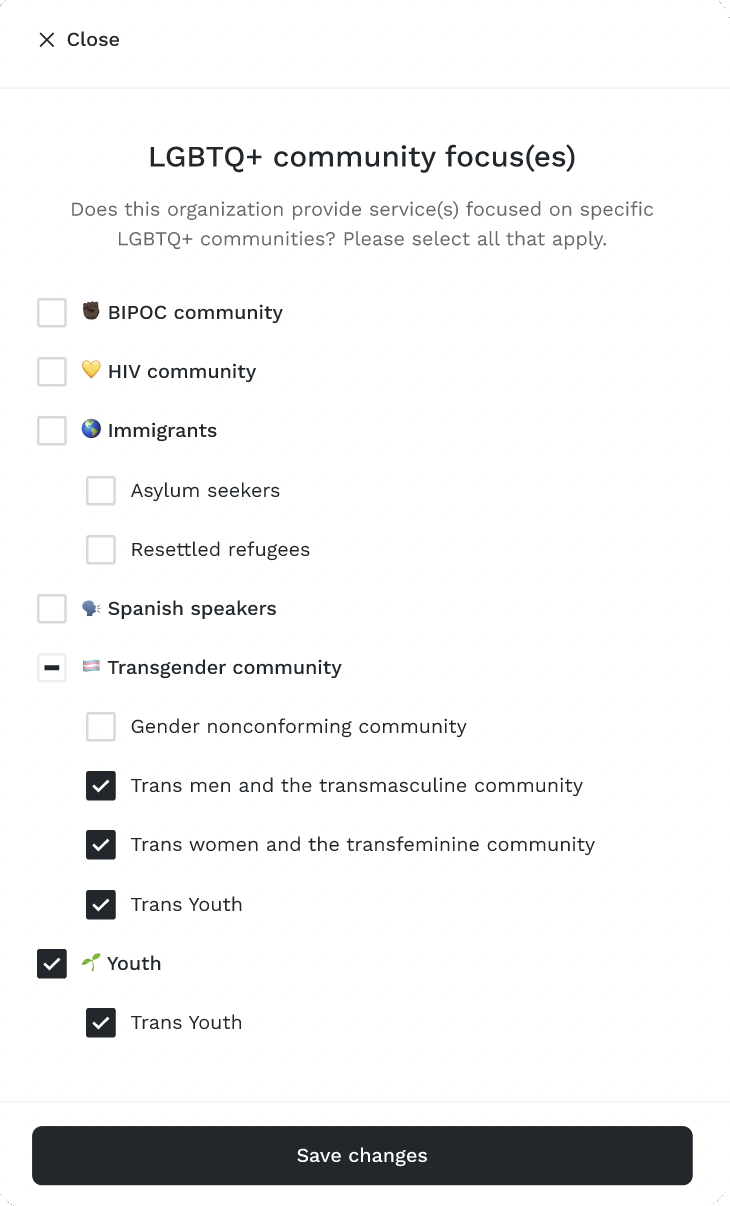 Close
LGBTQ+ community focus(es)
Does this organization provide service(s) focused on specific
LGBTQ+ communities? Please select all that apply.
BIPOC community
HIV community
Immigrants
Asylum seekers
Resettled refugees
Spanish speakers
Transgender community
Gender nonconforming community
Trans men and the transmasculine community
Trans women and the transfeminine community
Trans Youth
Youth
Trans Youth
Save changes